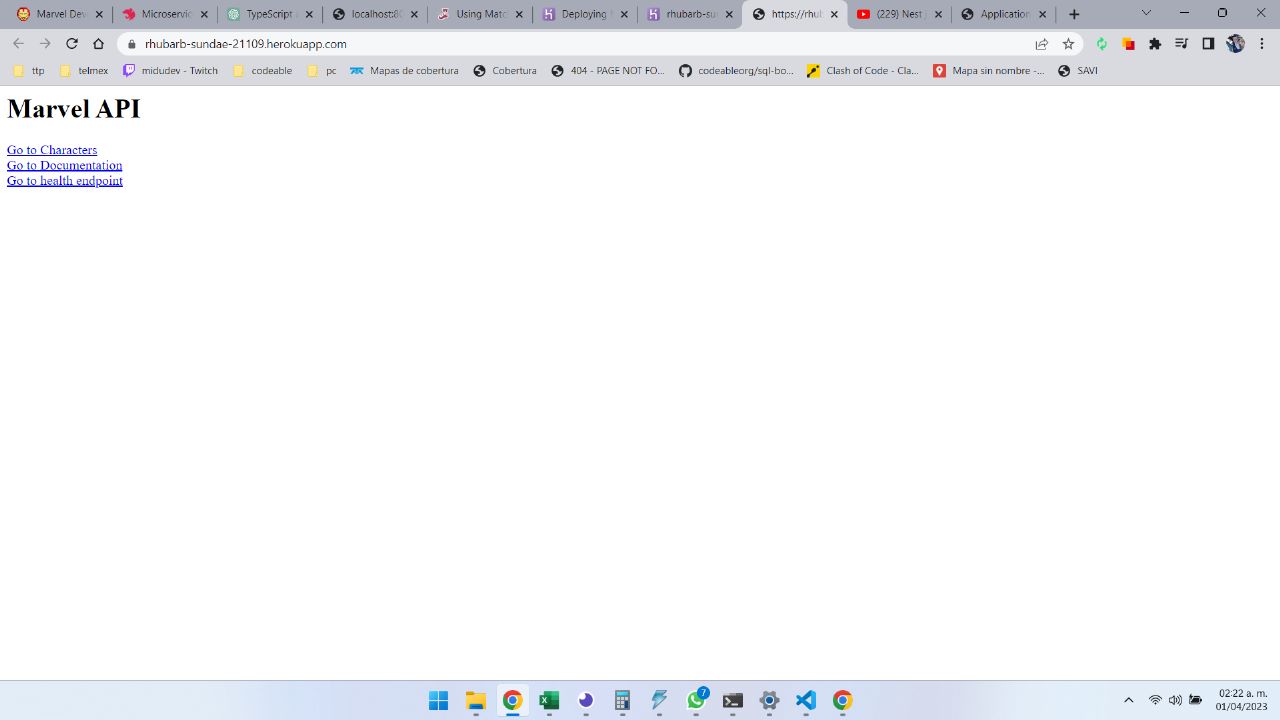 Marvel Dev
Microservic
TypeScript a
localhost:30
Using Matc
Deploying
rhubarb-su
https://rhub
(229) Nest
Application
rhubarb-sundae-21109.herokuapp.com
ttp
telmex
midudev - Twitch
codeable
pc
Mapas de cobertura
Cobertura
404 - PAGE NOT FO...
codeableorg/sql-bo...
Clash of Code - Cla...
Mapa sin nombre -...
SAVI
Marvel API
Go to Characters
Go to Documentation
Go to health endpoint
7
02:22 a. m.
01/04/2023